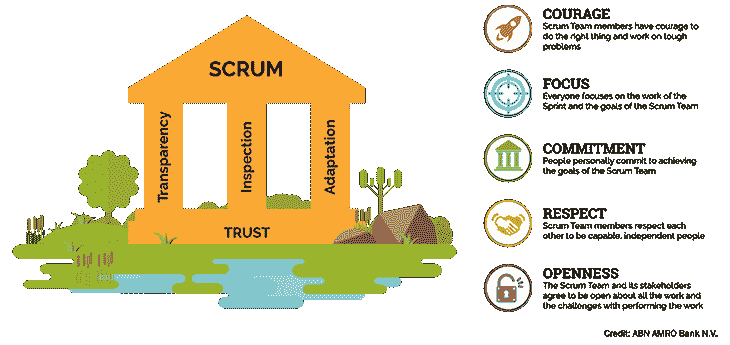 SCRUM
Transparency
Inspection
Adaptation
TRUST
COURAGE
Scrum Team members have courage to
do the right thing and work on tough
problems
FOCUS
Everyone focuses on the work of the
Sprint and the goals of the Scrum Team
COMMITMENT
People personally commit to achieving
the goals of the Scrum Team
RESPECT
Scrum Team members respect each
other to be capable, independent people
OPENNESS
The Scrum Team and its stakeholders
agree to be open about all the work and
the challenges with performing the work
Credit: ABN AMRO Bank N.V.